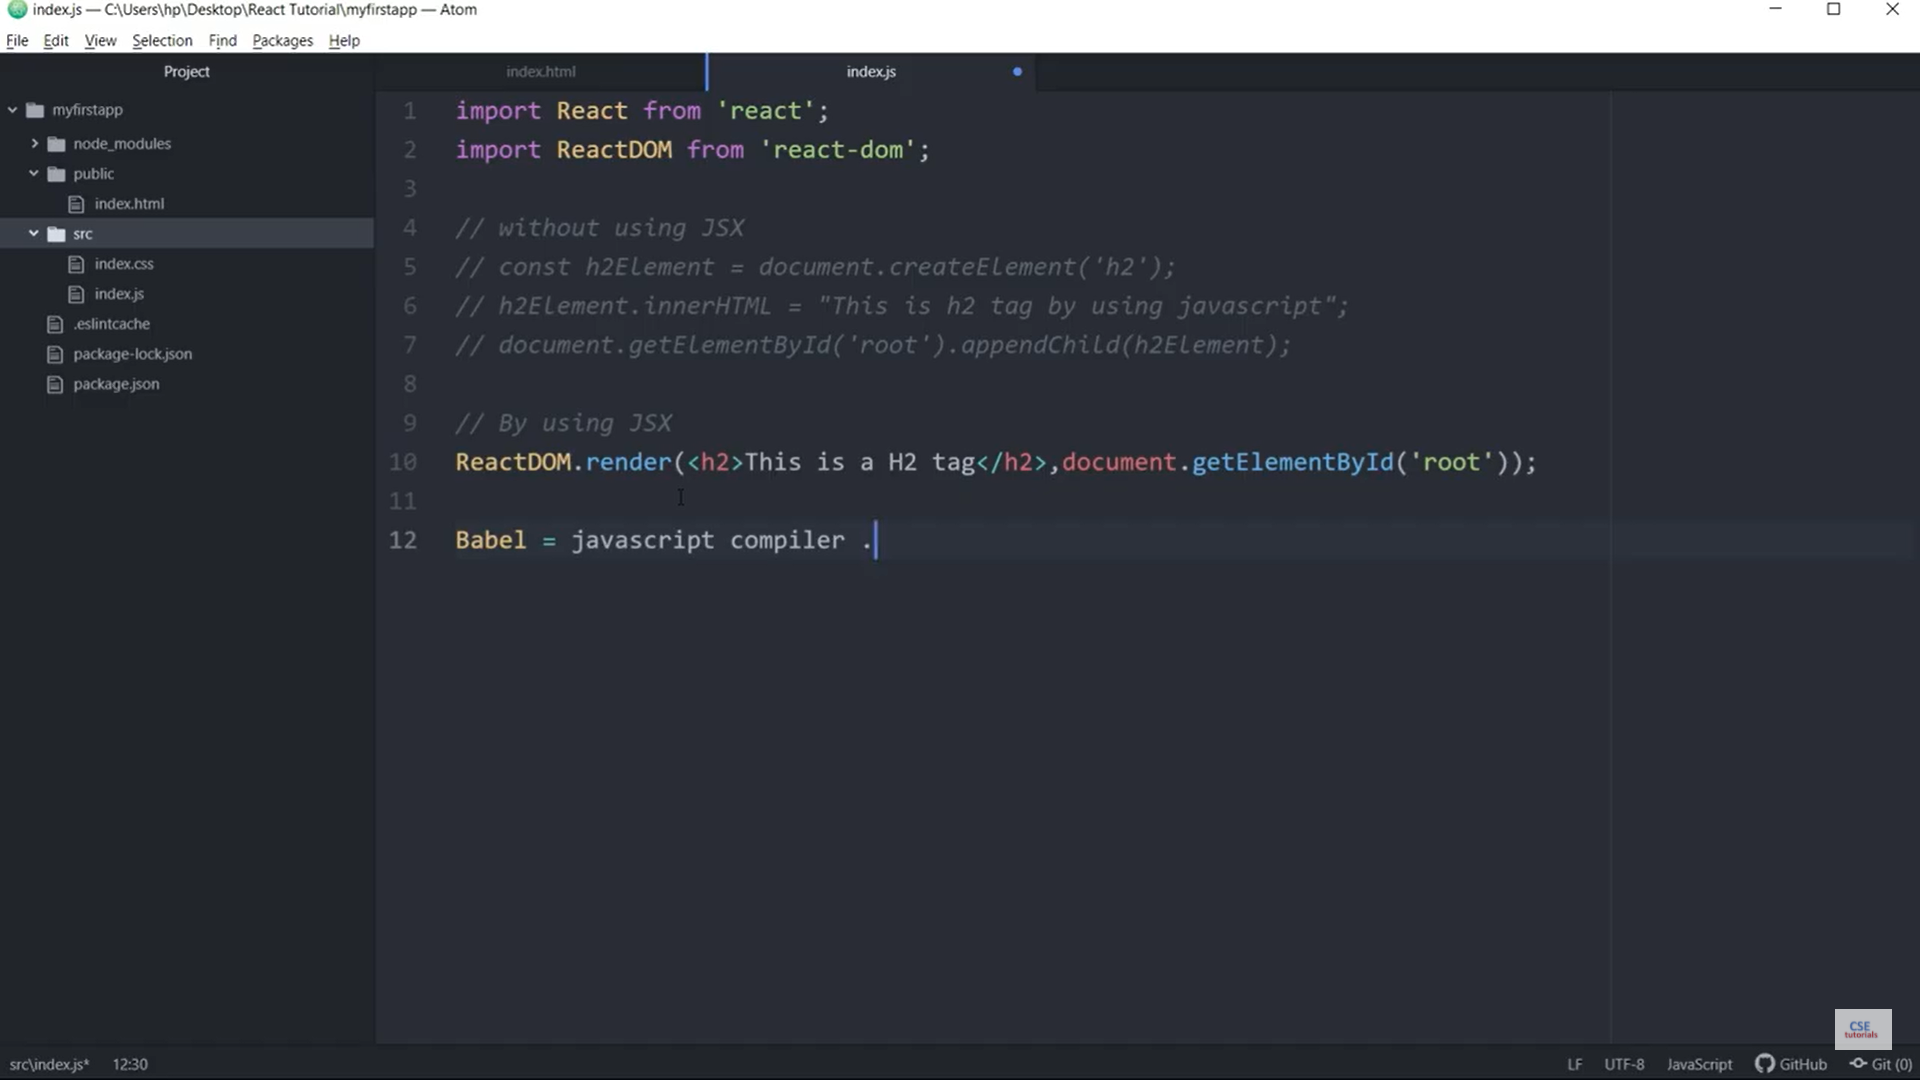 index.js — C:\Users\hp\Desktop\React Tutorial\myfirstapp — Atom
File Edit View Selection Find Packages Help
Project
index.html
index.js
myfirstapp
node_modules
public
index.html
src
index.css
index.js
.eslintcache
package-lock.json
package.json
1 import React from 'react';
2 import ReactDOM from 'react-dom';
3
4 // without using JSX
5 // const h2Element = document.createElement('h2');
6 // h2Element.innerHTML = "This is h2 tag by using javascript";
7 // document.getElementById('root').appendChild(h2Element);
8
9 // By using JSX
10 ReactDOM.render(<h2>This is a H2 tag</h2>,document.getElementById('root'));
11
12 Babel = javascript compiler .
CSE
tutorials
src\index.js* 12:30 LF UTF-8 JavaScript GitHub Git (0)